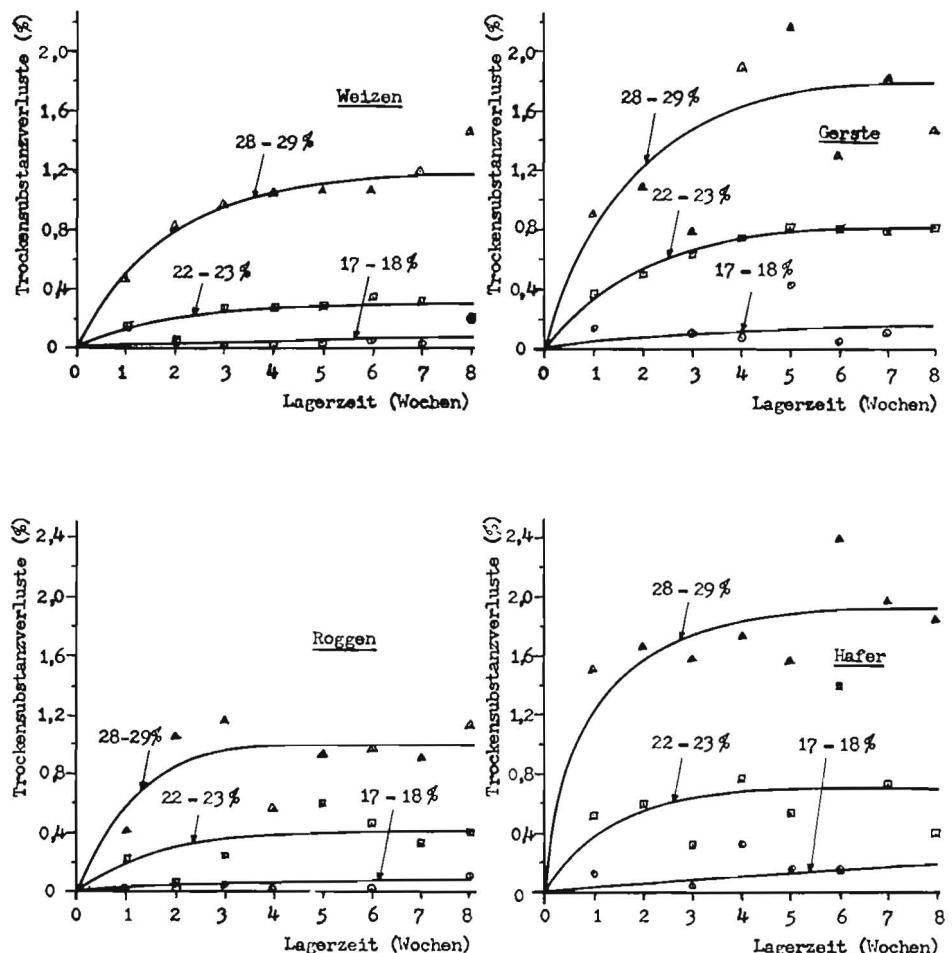 Trockensubstanzverluste (%)
2,0
1,6
1,2
0,8
0,4
0
Weizen
28 - 29 %
22 - 23 %
17 - 18 %
0 1 2 3 4 5 6 7 8
Lagerzeit (Wochen)
Trockensubstanzverluste (%)
2,0
1,6
1,2
0,8
0,4
0
28 - 29 %
Gerste
22 - 23 %
17 - 18 %
0 1 2 3 4 5 6 7 8
Lagerzeit (Wochen)
Trockensubstanzverluste (%)
2,4
2,0
1,6
1,2
0,8
0,4
0
Roggen
28-29%
22 - 23 %
17 - 18 %
0 1 2 3 4 5 6 7 8
Lagerzeit (Wochen)
Trockensubstanzverluste (%)
2,4
2,0
1,6
1,2
0,8
0,4
0
28 - 29 %
Hafer
22 - 23 %
17 - 18 %
0 1 2 3 4 5 6 7 8
Lagerzeit (Wochen)